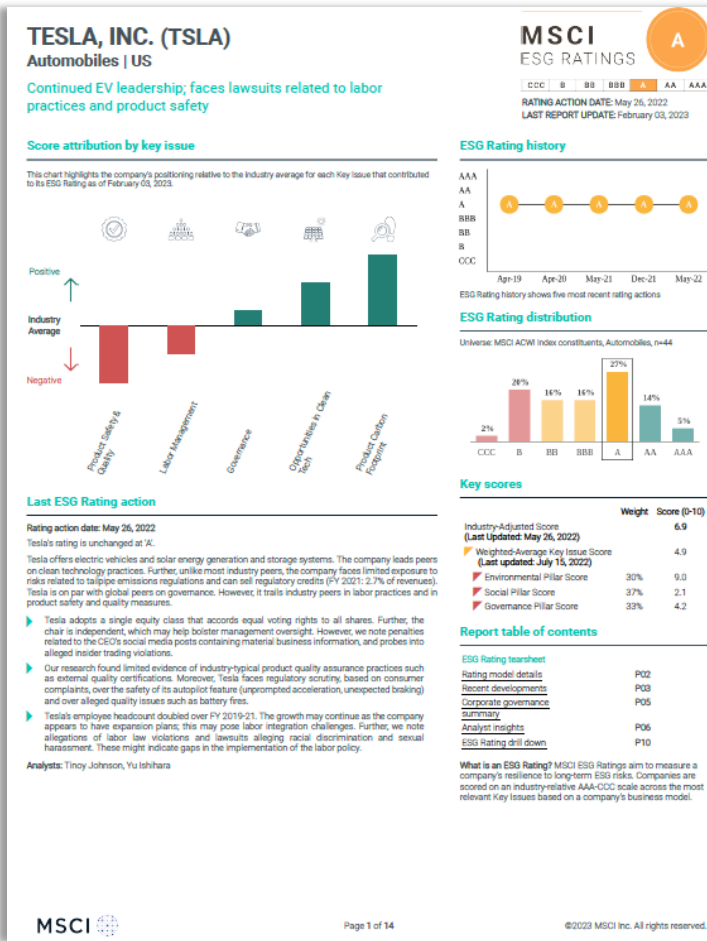 TESLA, INC. (TSLA)
Automobiles | US
Continued EV leadership; faces lawsuits related to labor
practices and product safety
MSCI
ESG RATINGS
A
CCC B BB BBB A AA AAA
RATING ACTION DATE: May 26, 2022
LAST REPORT UPDATE: February 03, 2023
Score attribution by key issue
This chart highlights the company's positioning relative to the industry average for each Key Issue that contributed
to its ESG Rating as of February 03, 2023.
Positive
Industry
Average
Negative
Product Safety &
Quality
Labor Management
Governance
Opportunities in Clean
Tech
Product Carbon
Footprint
Last ESG Rating action
Rating action date: May 26, 2022
Tesla's rating is unchanged at 'A'.
Tesla offers electric vehicles and solar energy generation and storage systems. The company leads peers
on clean technology practices. Further, unlike most industry peers, the company faces limited exposure to
risks related to tailpipe emissions regulations and can sell regulatory credits (FY 2021: 2.7% of revenues).
Tesla is on par with global peers on governance. However, it trails industry peers in labor practices and in
product safety and quality measures.
Tesla adopts a single equity class that accords equal voting rights to all shares. Further, the
chair is independent, which may help bolster management oversight. However, we note penalties
related to the CEO's social media posts containing material business information, and probes into
alleged insider trading violations.
Our research found limited evidence of industry-typical product quality assurance practices such
as external quality certifications. Moreover, Tesla faces regulatory scrutiny, based on consumer
complaints, over the safety of its autopilot feature (unprompted acceleration, unexpected braking)
and over alleged quality issues such as battery fires.
Tesla's employee headcount doubled over FY 2019-21. The growth may continue as the company
appears to have expansion plans; this may pose labor integration challenges. Further, we note
allegations of labor law violations and lawsuits alleging racial discrimination and sexual
harassment. These might indicate gaps in the implementation of the labor policy.
Analysts: Tinoy Johnson, Yu Ishihara
ESG Rating history
AAA
AA
A
BBB
BB
B
CCC
A A A A A
Apr-19 Apr-20 May-21 Dec-21 May-22
ESG Rating history shows five most recent rating actions
ESG Rating distribution
Universe: MSCI ACWI Index constituents, Automobiles, n=44
2% 20% 16% 16% 27% 14% 5%
CCC B BB BBB A AA AAA
Key scores
Weight Score (0-10)
Industry-Adjusted Score 6.9
(Last Updated: May 26, 2022)
Weighted-Average Key Issue Score 4.9
(Last updated: July 15, 2022)
Environmental Pillar Score 30% 9.0
Social Pillar Score 37% 2.1
Governance Pillar Score 33% 4.2
Report table of contents
ESG Rating tearsheet
Rating model details P02
Recent developments P03
Corporate governance P05
summary
Analyst insights P06
ESG Rating drill down P10
What is an ESG Rating? MSCI ESG Ratings aim to measure a
company's resilience to long-term ESG risks. Companies are
scored on an industry-relative AAA-CCC scale across the most
relevant Key Issues based on a company's business model.
MSCI
Page 1 of 14
©2023 MSCI Inc. All rights reserved.